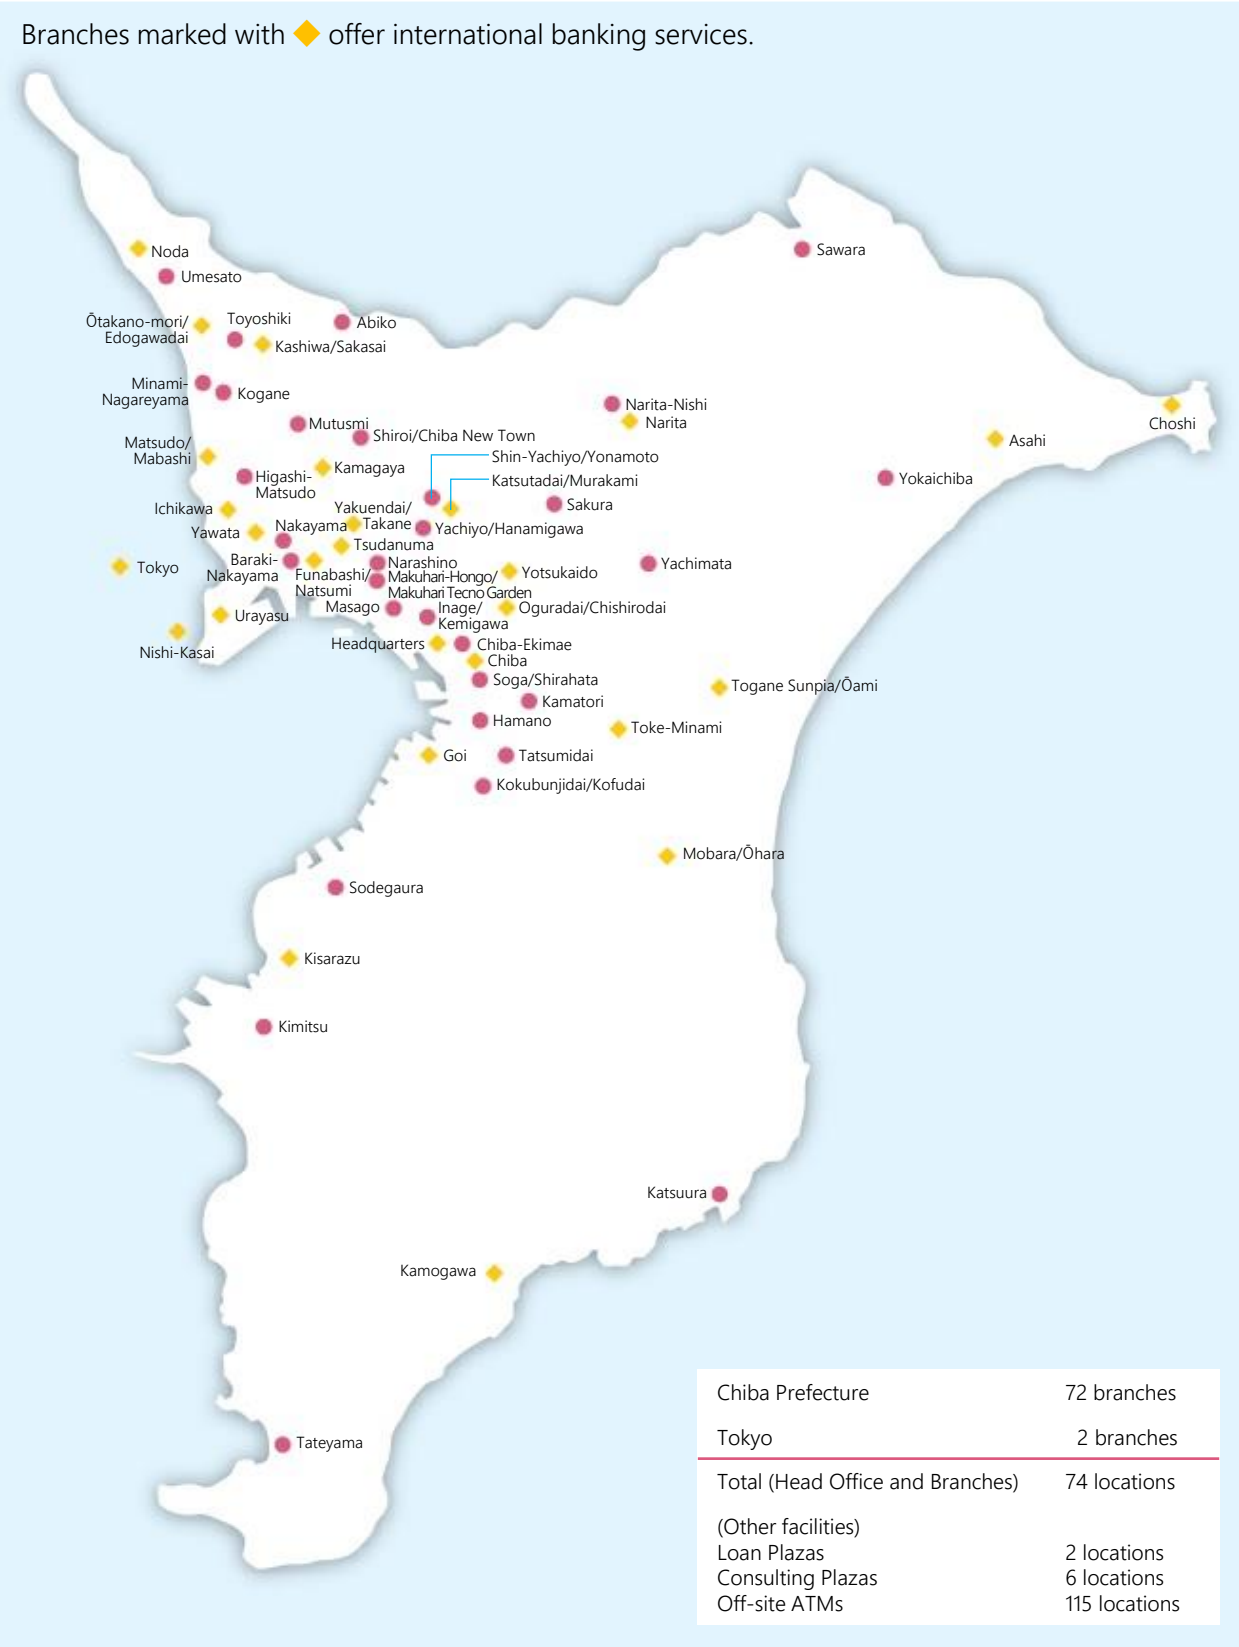 Branches marked with ◆ offer international banking services.
Noda
Umesato
Ōtakano-mori/
Edogawadai
Toyoshiki
Abiko
Kashiwa/Sakasai
Sawara
Minami-
Nagareyama
Kogane
Mutusmi
Shiroi/Chiba New Town
Narita-Nishi
Narita
Choshi
Asahi
Matsudo/
Mabashi
Kamagaya
Shin-Yachiyo/Yonamoto
Katsutadai/Murakami
Higashi-
Matsudo
Yokaichiba
Ichikawa
Yakuendai/
Takane
Sakura
Yawata
Nakayama
Yachiyo/Hanamigawa
Tsudanuma
Tokyo
Baraki-
Nakayama
Funabashi/
Natsumi
Narashino
Makuhari-Hongo/
Makuhari Tecno Garden
Yotsukaido
Yachimata
Masago
Inage/
Kemigawa
Oguradai/Chishirodai
Urayasu
Nishi-Kasai
Headquarters
Chiba-Ekimae
Chiba
Soga/Shirahata
Togane Sunpia/Ōami
Kamatori
Hamano
Toke-Minami
Goi
Tatsumidai
Kokubunjidai/Kofudai
Mobara/Ōhara
Sodegaura
Kisarazu
Kimitsu
Katsuura
Kamogawa
Tateyama
Chiba Prefecture 72 branches
Tokyo 2 branches
Total (Head Office and Branches) 74 locations
(Other facilities)
Loan Plazas 2 locations
Consulting Plazas 6 locations
Off-site ATMs 115 locations